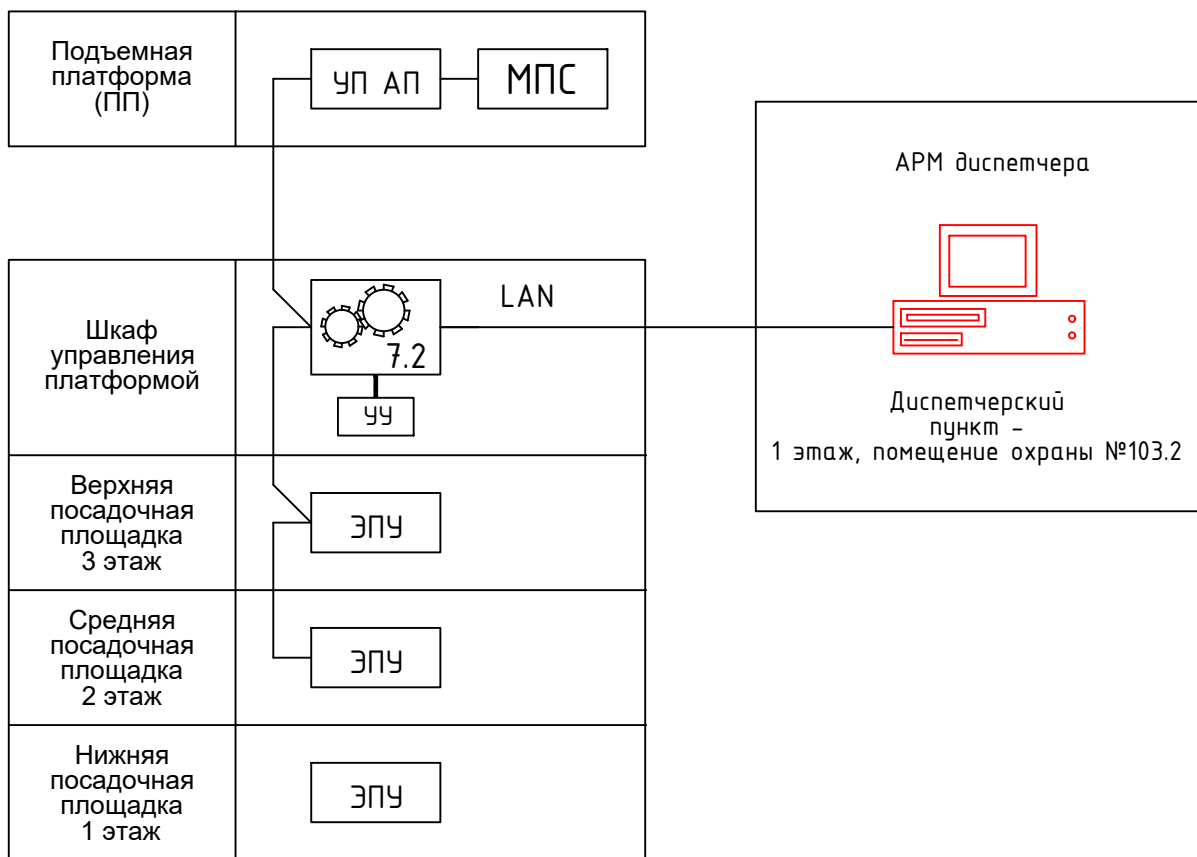 Подъемная
платформа
(ПП)
УП АП
МПС
АРМ диспетчера
Шкаф
управления
платформой
LAN
7.2
УУ
Диспетчерский
пункт -
1 этаж, помещение охраны №103.2
Верхняя
посадочная
площадка
3 этаж
ЭПУ
Средняя
посадочная
площадка
2 этаж
ЭПУ
Нижняя
посадочная
площадка
1 этаж
ЭПУ